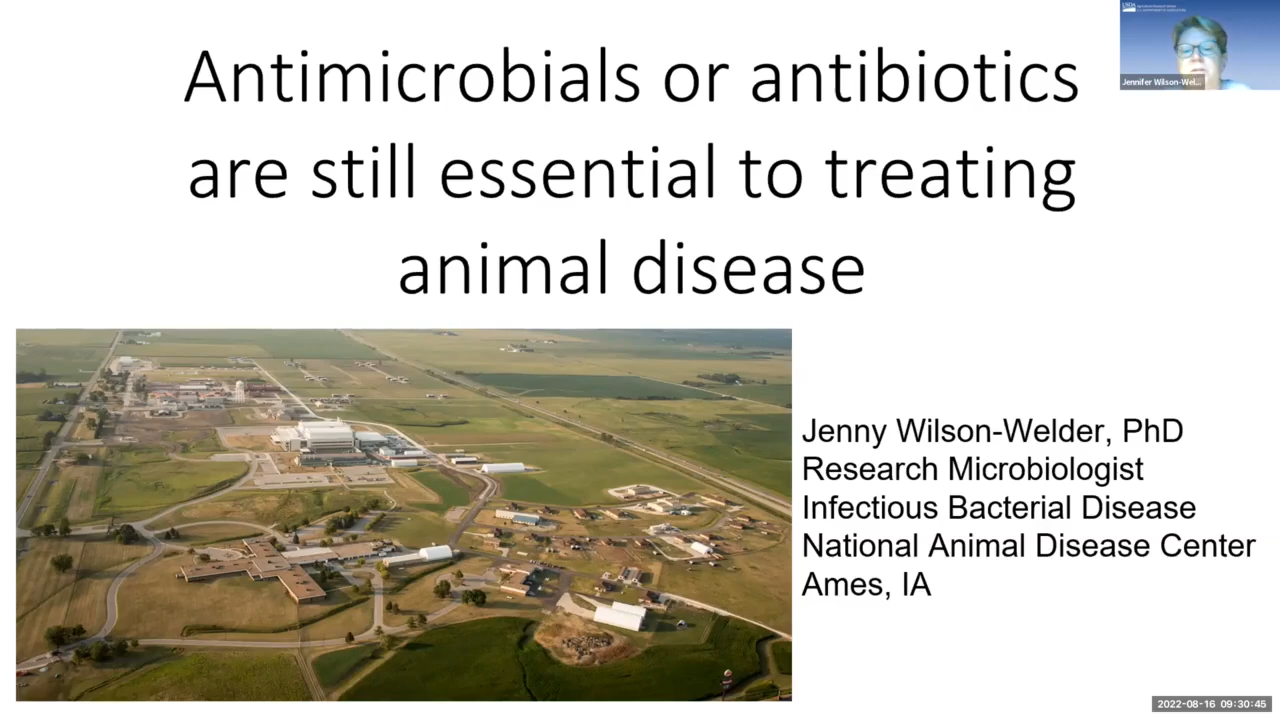 Antimicrobials or antibiotics
are still essential to treating
animal disease
USDA
Jennifer Wilson-Wel...
Jenny Wilson-Welder, PhD
Research Microbiologist
Infectious Bacterial Disease
National Animal Disease Center
Ames, IA
2022-08-16 09:30:45